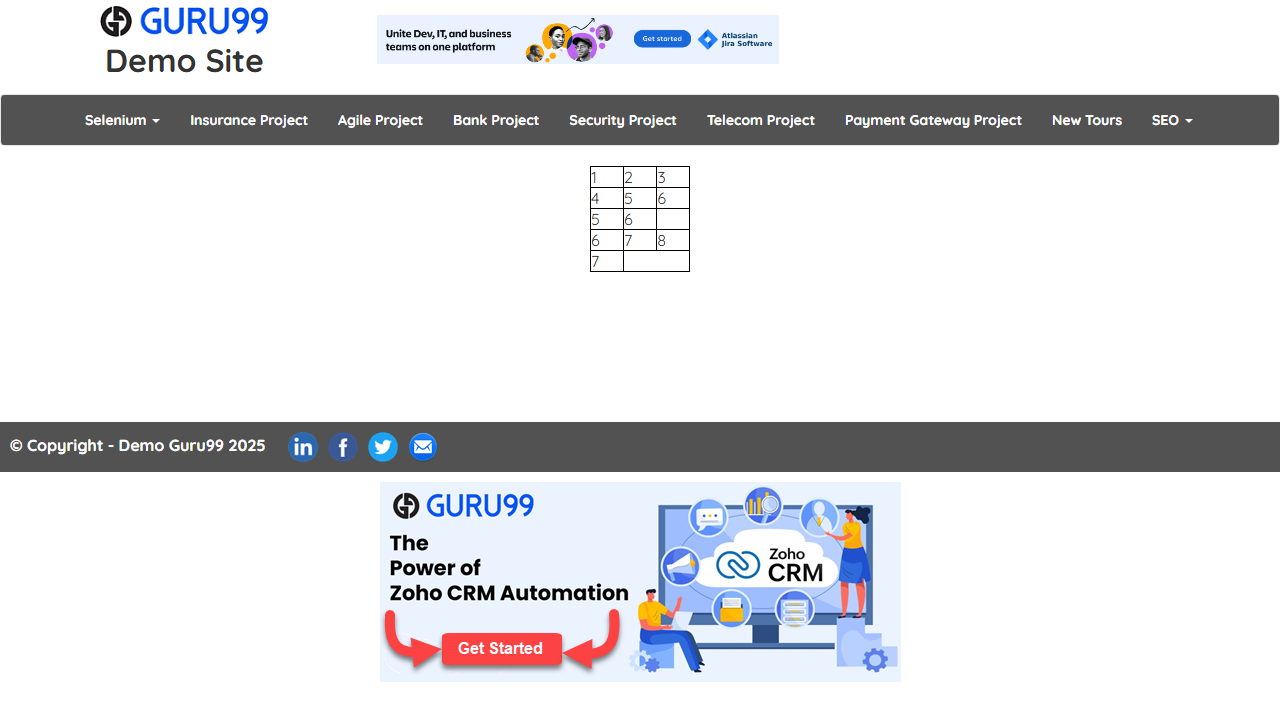 GURU99
Demo Site
Unite Dev, IT, and business
teams on one platform
Get started
Atlassian
Jira Software
Selenium Insurance Project Agile Project Bank Project Security Project Telecom Project Payment Gateway Project New Tours SEO
1 2 3
4 5 6
5 6
6 7 8
7
© Copyright - Demo Guru99 2025
GURU99
The
Power of
Zoho CRM Automation
Get Started
Zoho
CRM